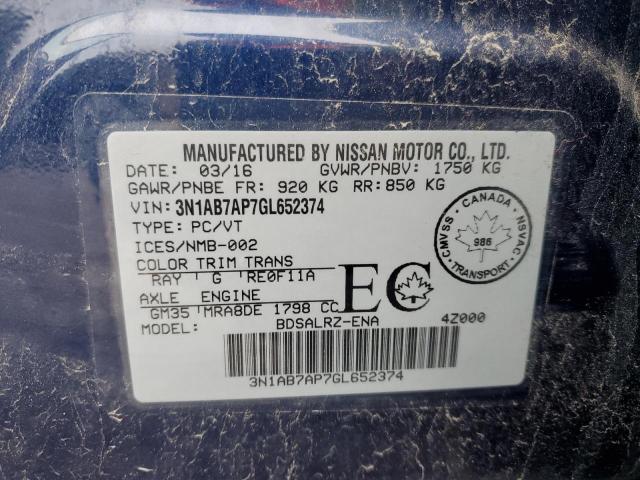 MANUFACTURED BY NISSAN MOTOR CO., LTD.
DATE: 03/16 GVWR/PNBV: 1750 KG
GAWR/PNBE FR: 920 KG RR: 850 KG
VIN: 3N1AB7AP7GL652374
TYPE: PC/VT
ICES/NMB-002
COLOR TRIM TRANS
RAY ' G 'RE0F11A
AXLE ENGINE
GM35 'MRA8DE 1798 CC
MODEL: BDSALRZ-ENA 4Z000
EC
CANADA
CMVSS · NSVAC
986
TRANSPORT
3N1AB7AP7GL652374